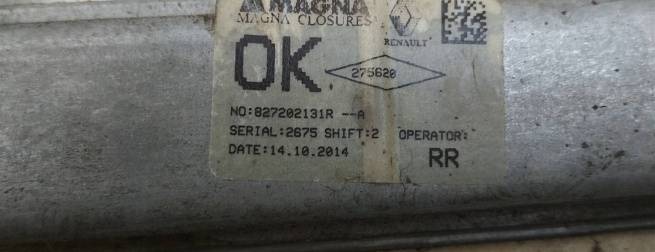 MAGNA
MAGNA CLOSURES
RENAULT
OK
275620
NO:827202131R --A
SERIAL:2675 SHIFT:2 OPERATOR:
DATE:14.10.2014
RR